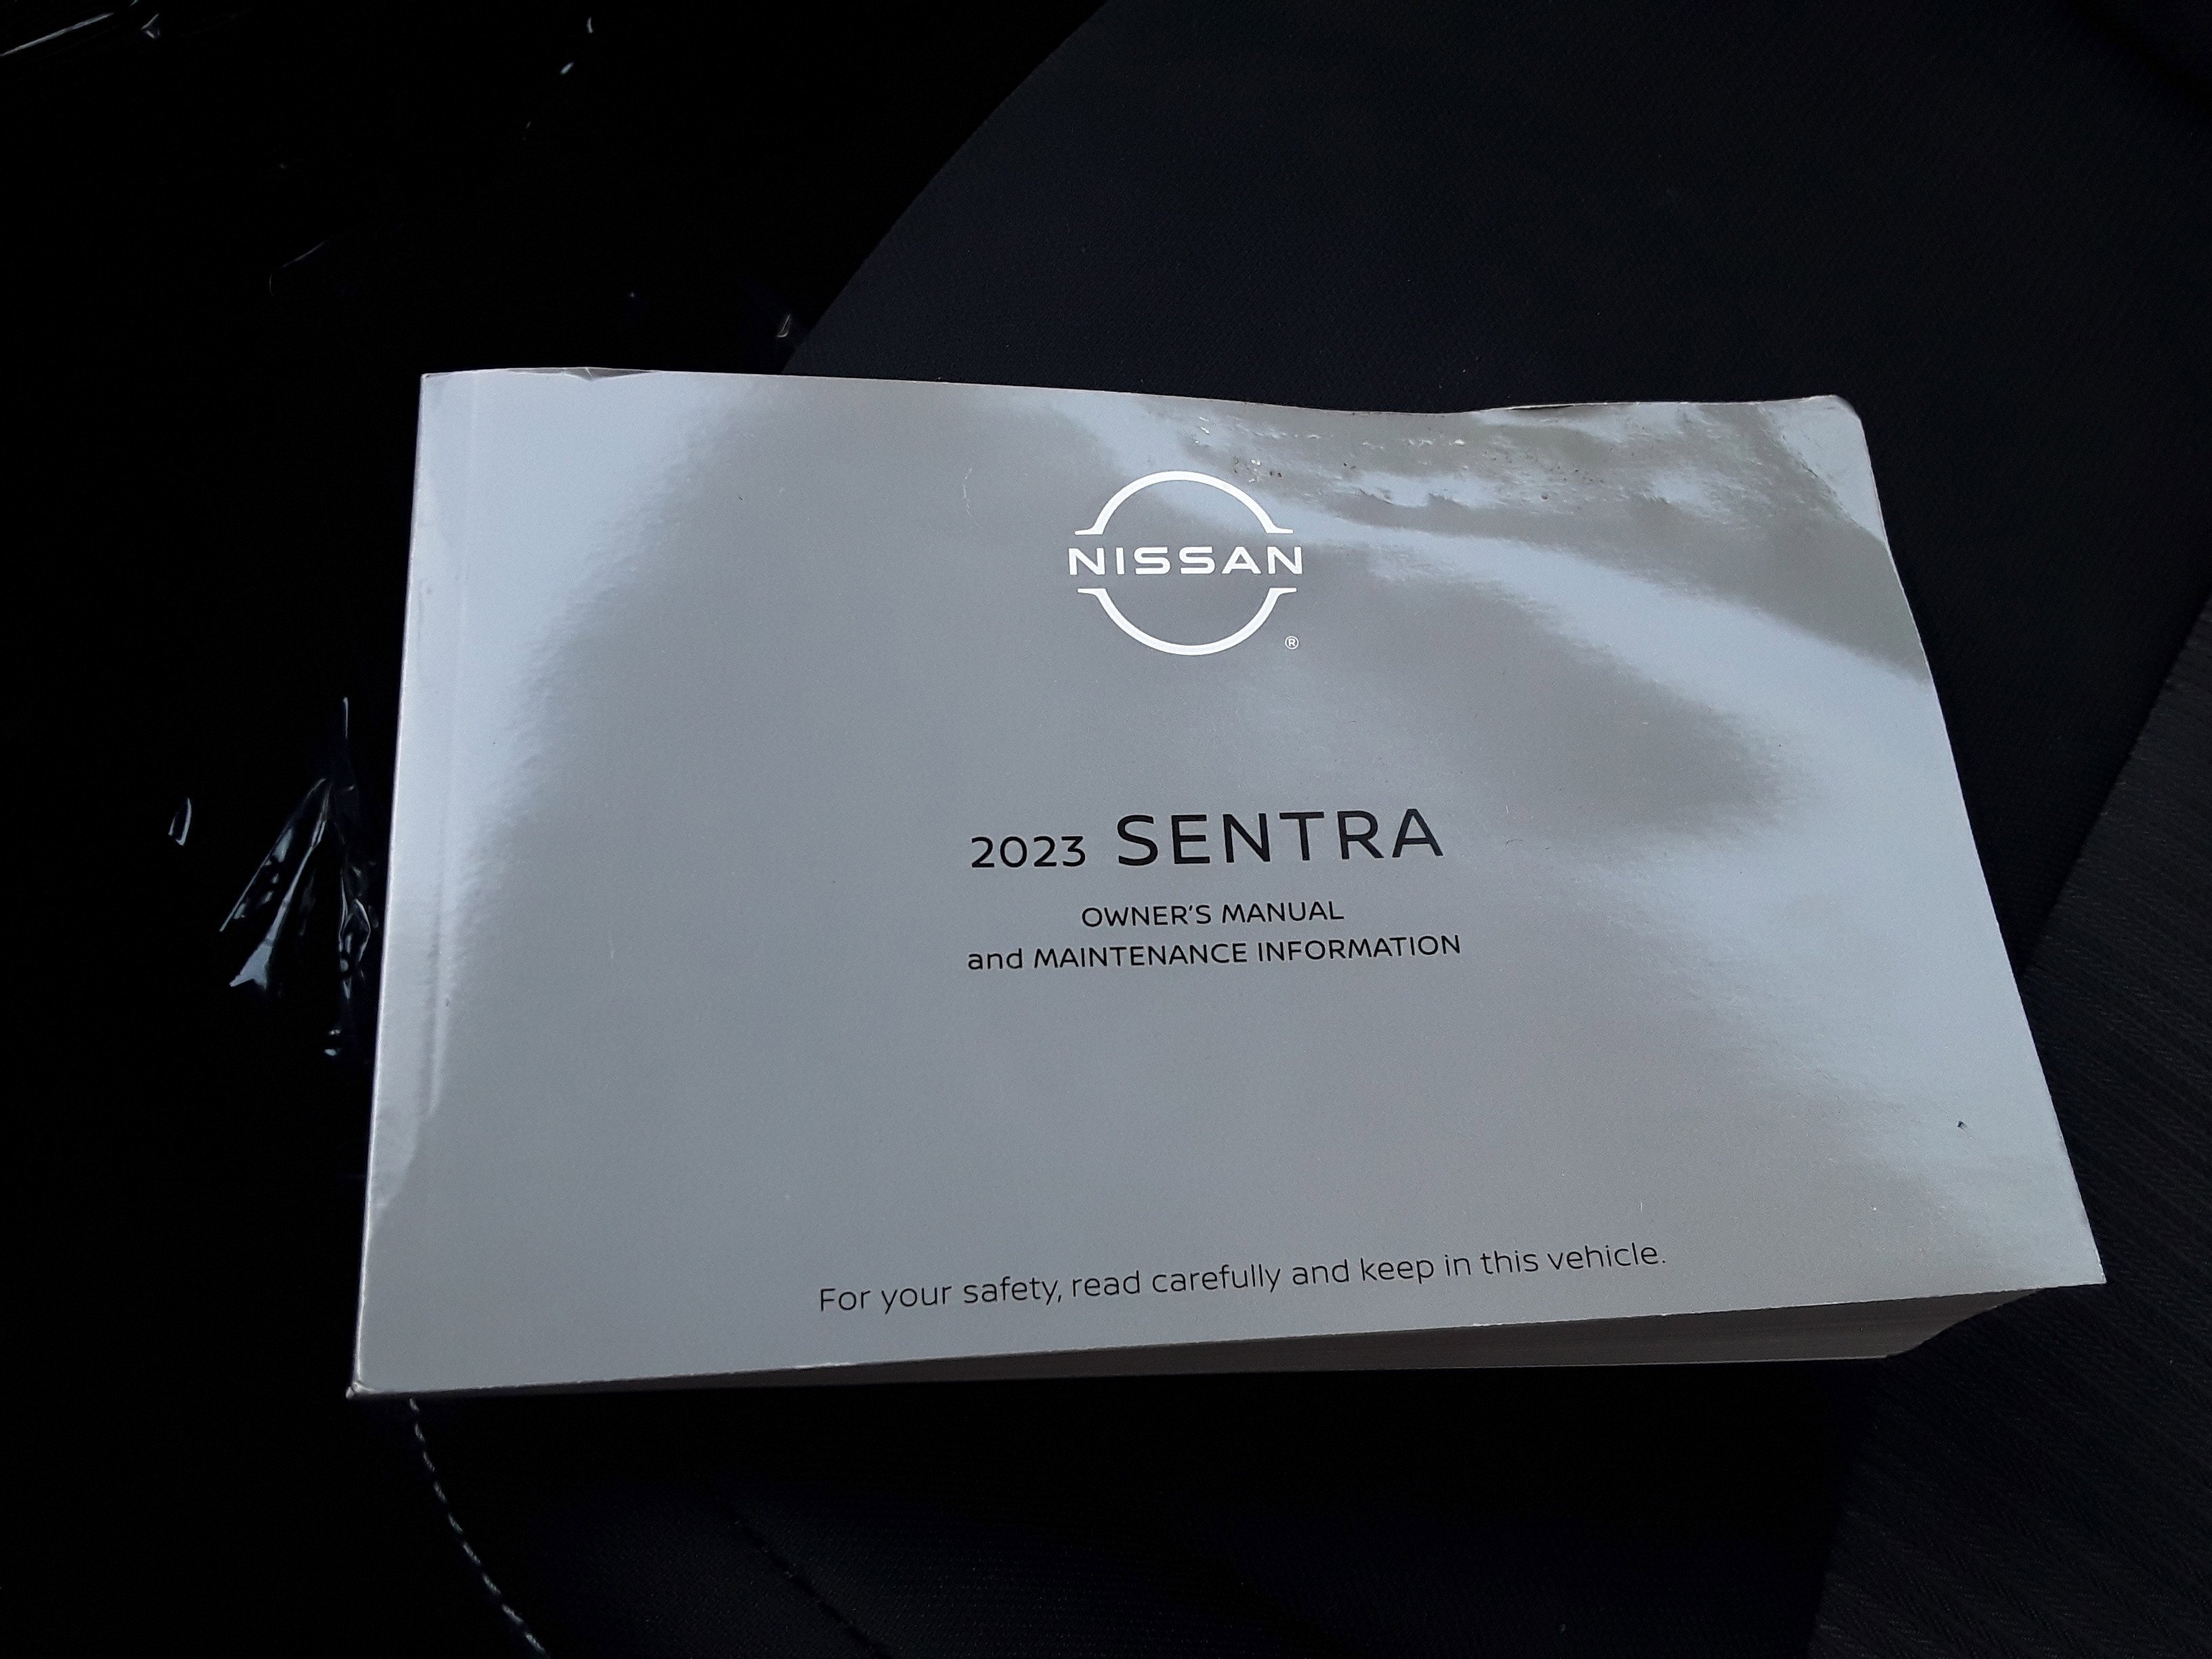 NISSAN
®
2023 SENTRA
OWNER'S MANUAL
and MAINTENANCE INFORMATION
For your safety, read carefully and keep in this vehicle.